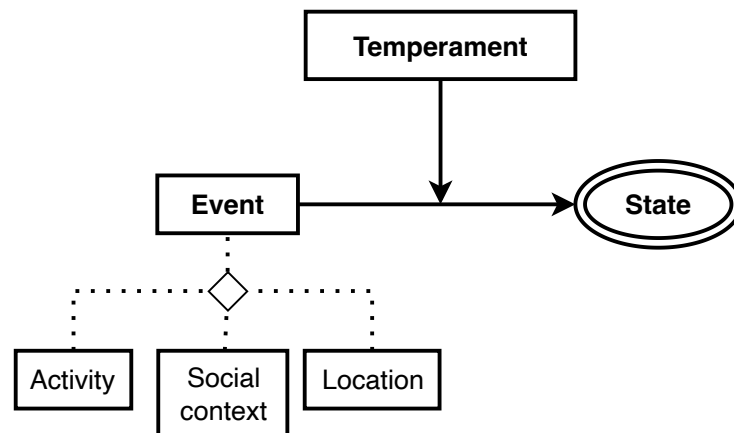 Temperament
Event
State
Activity
Social
context
Location